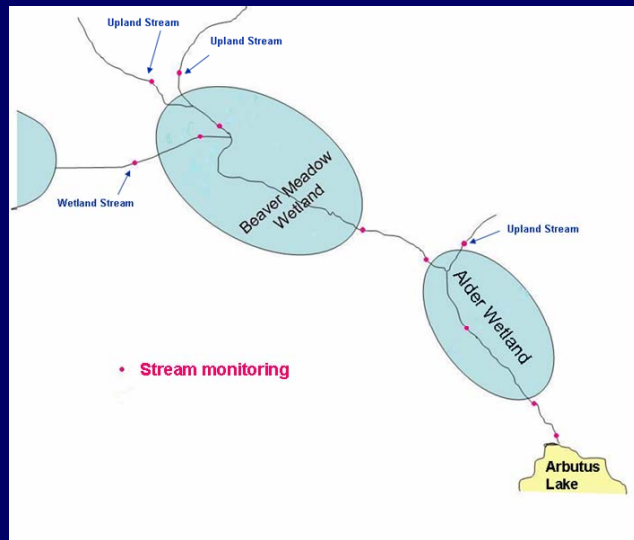 Upland Stream
Upland Stream
Wetland Stream
Beaver Meadow
Wetland
Upland Stream
Alder Wetland
Stream monitoring
Arbutus
Lake